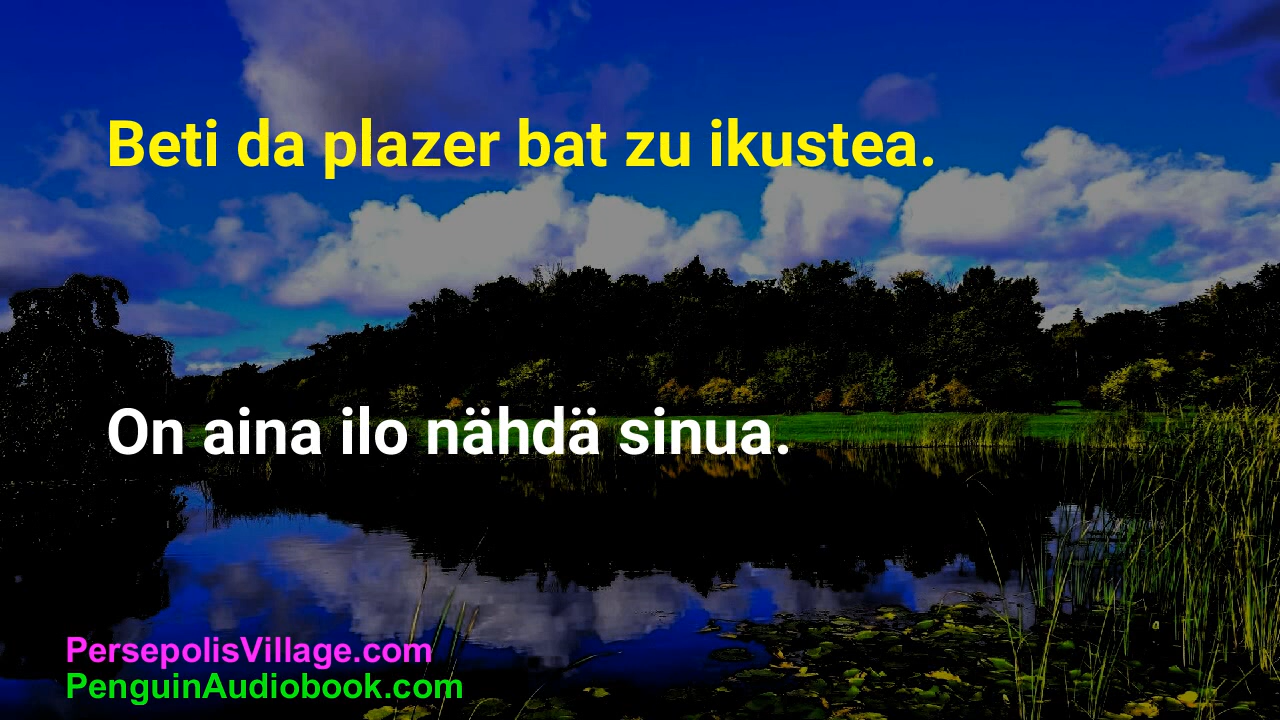 Beti da plazer bat zu ikustea.
On aina ilo nähdä sinua.
PersepolisVillage.com
PenguinAudiobook.com